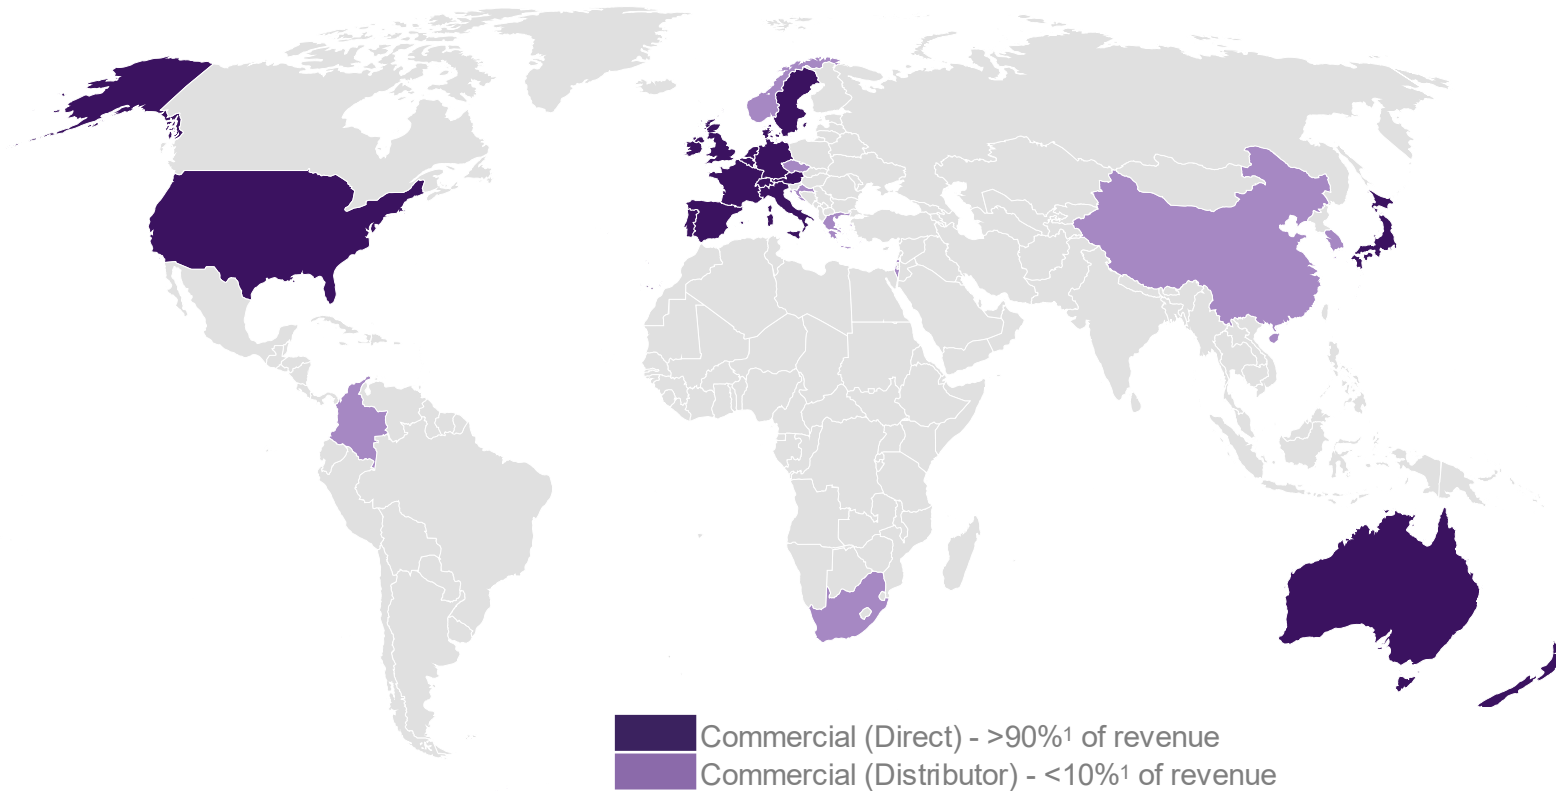 Commercial (Direct) - >90%¹ of revenue
Commercial (Distributor) - <10%¹ of revenue